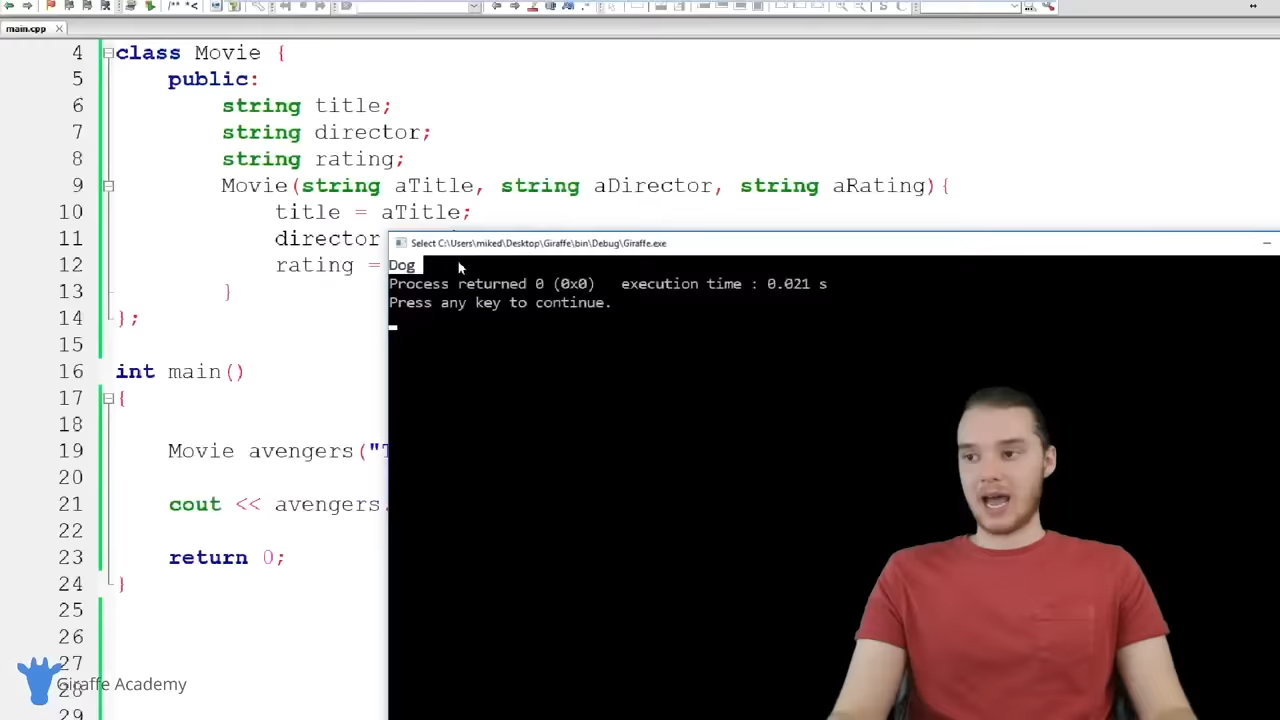 main.cpp
4 class Movie {
5 public:
6 string title;
7 string director;
8 string rating;
9 Movie(string aTitle, string aDirector, string aRating){
10 title = aTitle;
11 director
12 rating =
13 }
14 };
15
16 int main()
17 {
18
19 Movie avengers("T
20
21 cout << avengers.
22
23 return 0;
24 }
25
26
27
28
29
Select C:\Users\miked\Desktop\Giraffe\bin\Debug\Giraffe.exe
Dog
Process returned 0 (0x0) execution time : 0.021 s
Press any key to continue.
Giraffe Academy